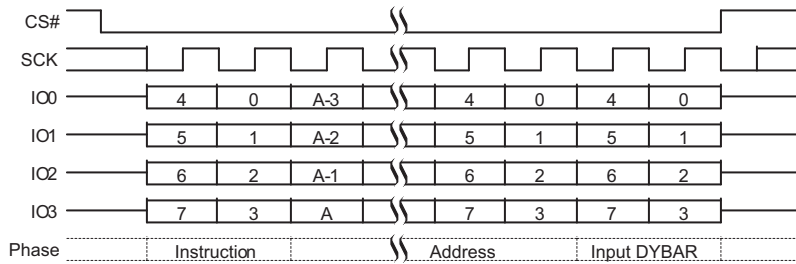 CS#
SCK
IO0 4 0 A-3 4 0 4 0
IO1 5 1 A-2 5 1 5 1
IO2 6 2 A-1 6 2 6 2
IO3 7 3 A 7 3 7 3
Phase Instruction Address Input DYBAR